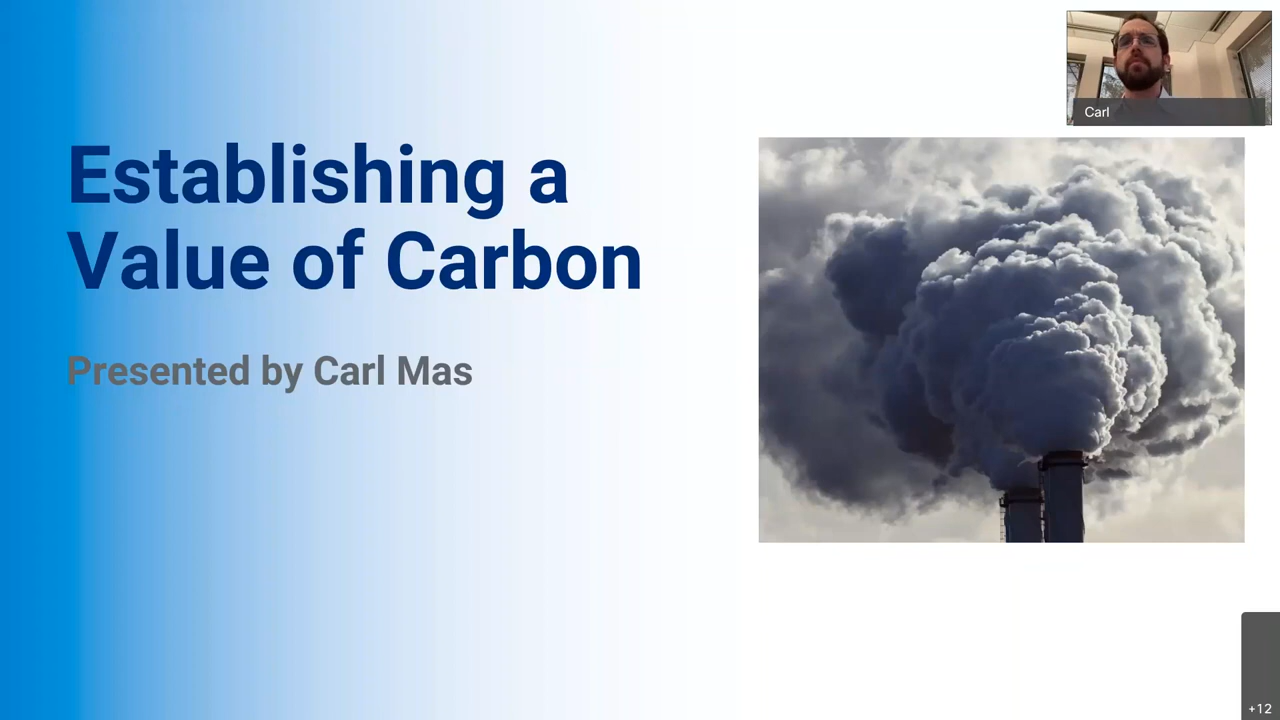 Establishing a
Value of Carbon
Presented by Carl Mas
Carl
+12